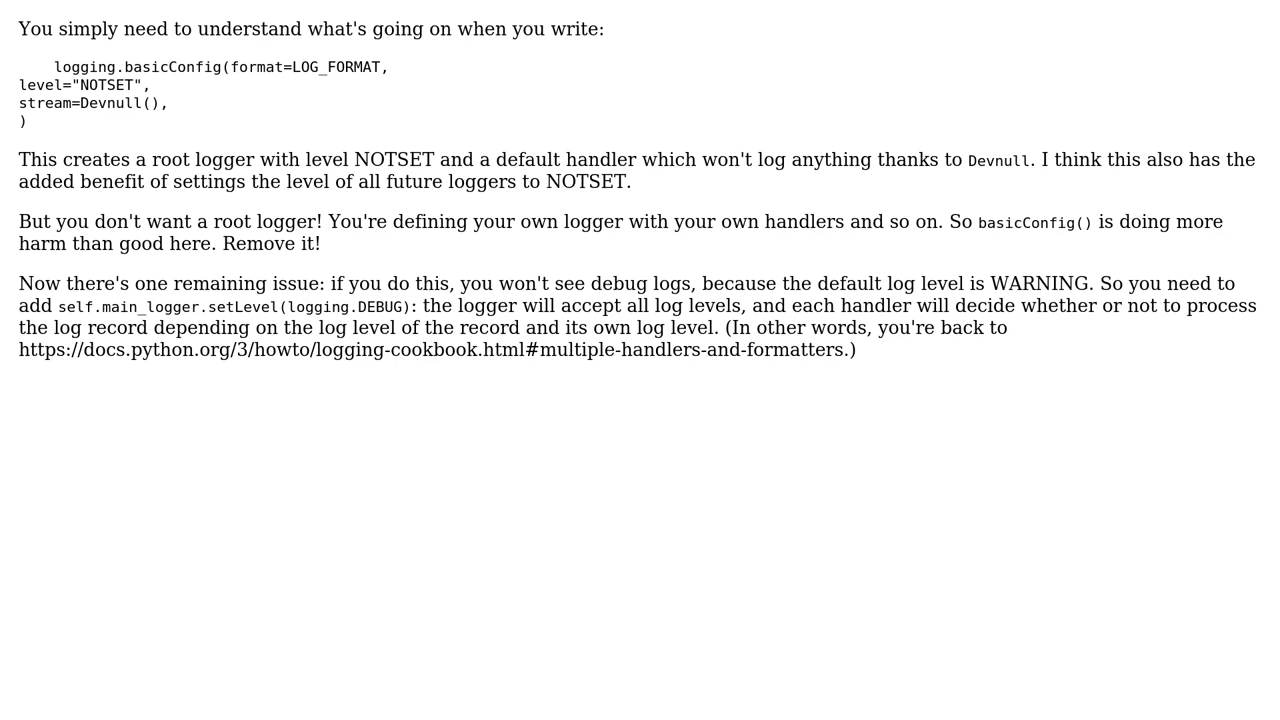 You simply need to understand what's going on when you write:
logging.basicConfig(format=LOG_FORMAT,
level="NOTSET",
stream=Devnull(),
)
This creates a root logger with level NOTSET and a default handler which won't log anything thanks to Devnull. I think this also has the
added benefit of settings the level of all future loggers to NOTSET.
But you don't want a root logger! You're defining your own logger with your own handlers and so on. So basicConfig() is doing more
harm than good here. Remove it!
Now there's one remaining issue: if you do this, you won't see debug logs, because the default log level is WARNING. So you need to
add self.main_logger.setLevel(logging.DEBUG): the logger will accept all log levels, and each handler will decide whether or not to process
the log record depending on the log level of the record and its own log level. (In other words, you're back to
https://docs.python.org/3/howto/logging-cookbook.html#multiple-handlers-and-formatters.)